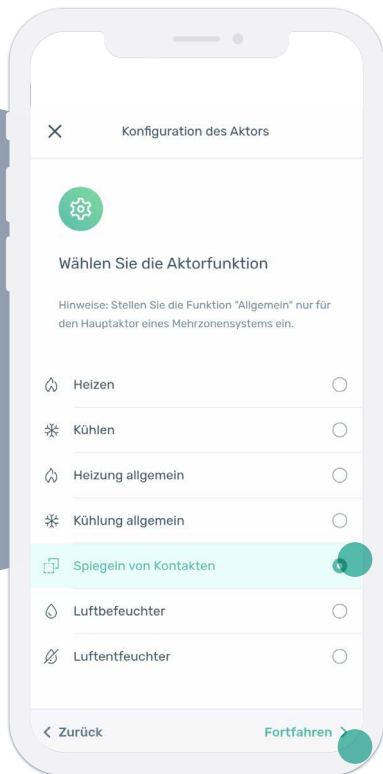 Konfiguration des Aktors
Wählen Sie die Aktorfunktion
Hinweise: Stellen Sie die Funktion "Allgemein" nur für
den Hauptaktor eines Mehrzonensystems ein.
Heizen
Kühlen
Heizung allgemein
Kühlung allgemein
Spiegeln von Kontakten
Luftbefeuchter
Luftentfeuchter
Zurück
Fortfahren